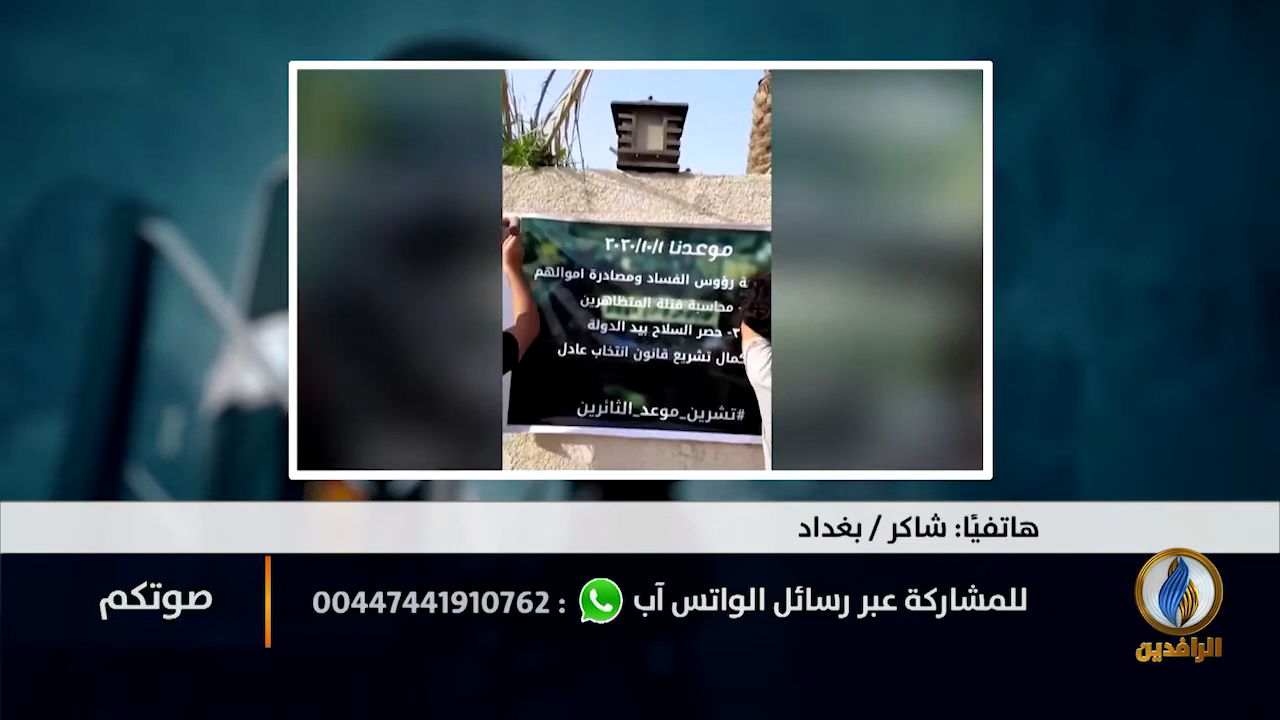 موعدنا ٢٠٢٠/١٠/١
ة رؤوس الفساد ومصادرة اموالهم
- محاسبة قتلة المتظاهرين
٣- حصر السلاح بيد الدولة
كمال تشريع قانون انتخاب عادل
#تشرين_موعد_الثائرين
هاتفيًا: شاكر / بغداد
للمشاركة عبر رسائل الواتس آب : 00447441910762
صوتكم
الرافدين